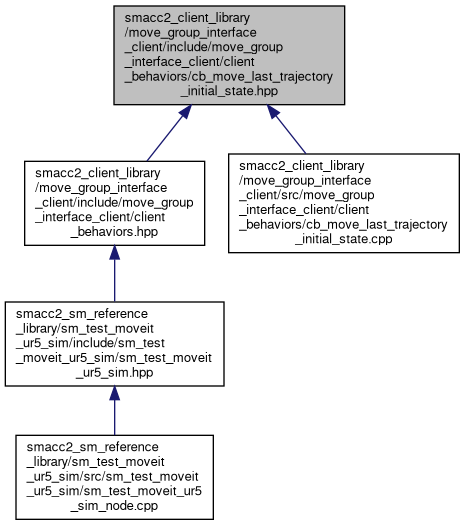 smacc2_client_library
/move_group_interface
_client/include/move_group
_interface_client/client
_behaviors/cb_move_last_trajectory
_initial_state.hpp
smacc2_client_library
/move_group_interface
_client/include/move_group
_interface_client/client
_behaviors.hpp
smacc2_client_library
/move_group_interface
_client/src/move_group
_interface_client/client
_behaviors/cb_move_last_trajectory
_initial_state.cpp
smacc2_sm_reference
_library/sm_test_moveit
_ur5_sim/include/sm_test
_moveit_ur5_sim/sm_test_moveit
_ur5_sim.hpp
smacc2_sm_reference
_library/sm_test_moveit
_ur5_sim/src/sm_test_moveit
_ur5_sim/sm_test_moveit_ur5
_sim_node.cpp